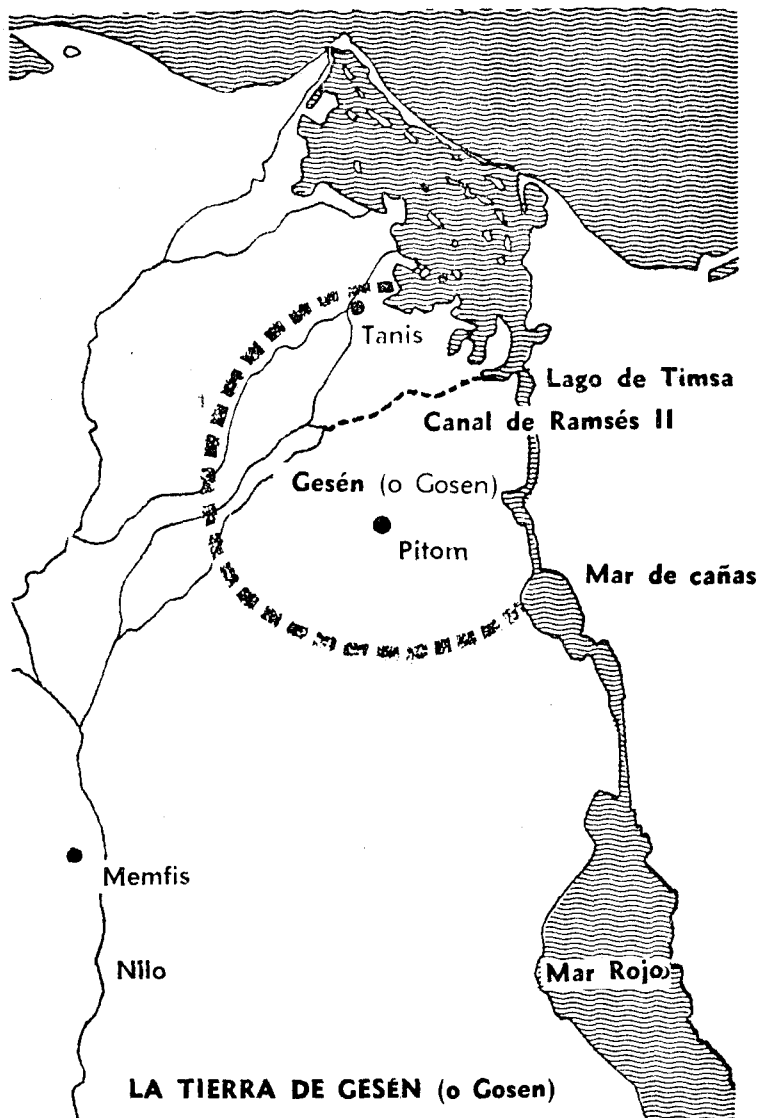 Tanis
Lago de Timsa
Canal de Ramsés II
Gesén (o Gosen)
Pitom
Mar de cañas
Memfis
Nilo
Mar Rojo
LA TIERRA DE GESÉN (o Gosen)